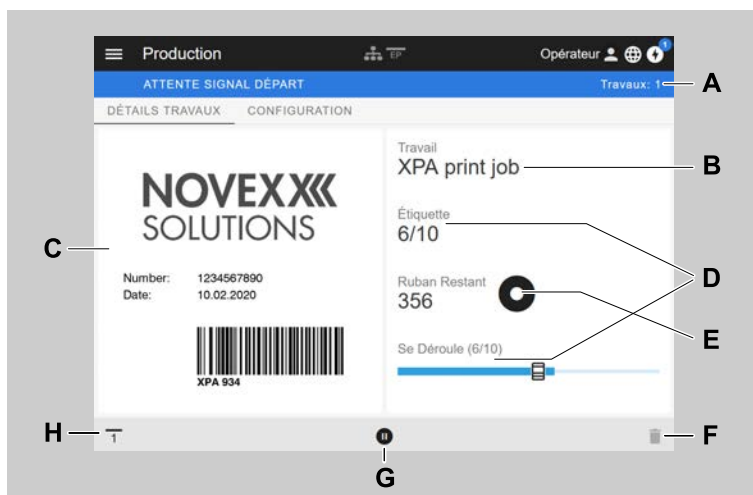 Production
EP
Opérateur
1
ATTENTE SIGNAL DÉPART
Travaux: 1
A
DÉTAILS TRAVAUX
CONFIGURATION
NOVEXX
SOLUTIONS
Number: 1234567890
Date: 10.02.2020
XPA 934
C
Travail
XPA print job
B
Étiquette
6/10
D
Ruban Restant
356
E
Se Déroule (6/10)
H
1
G
F